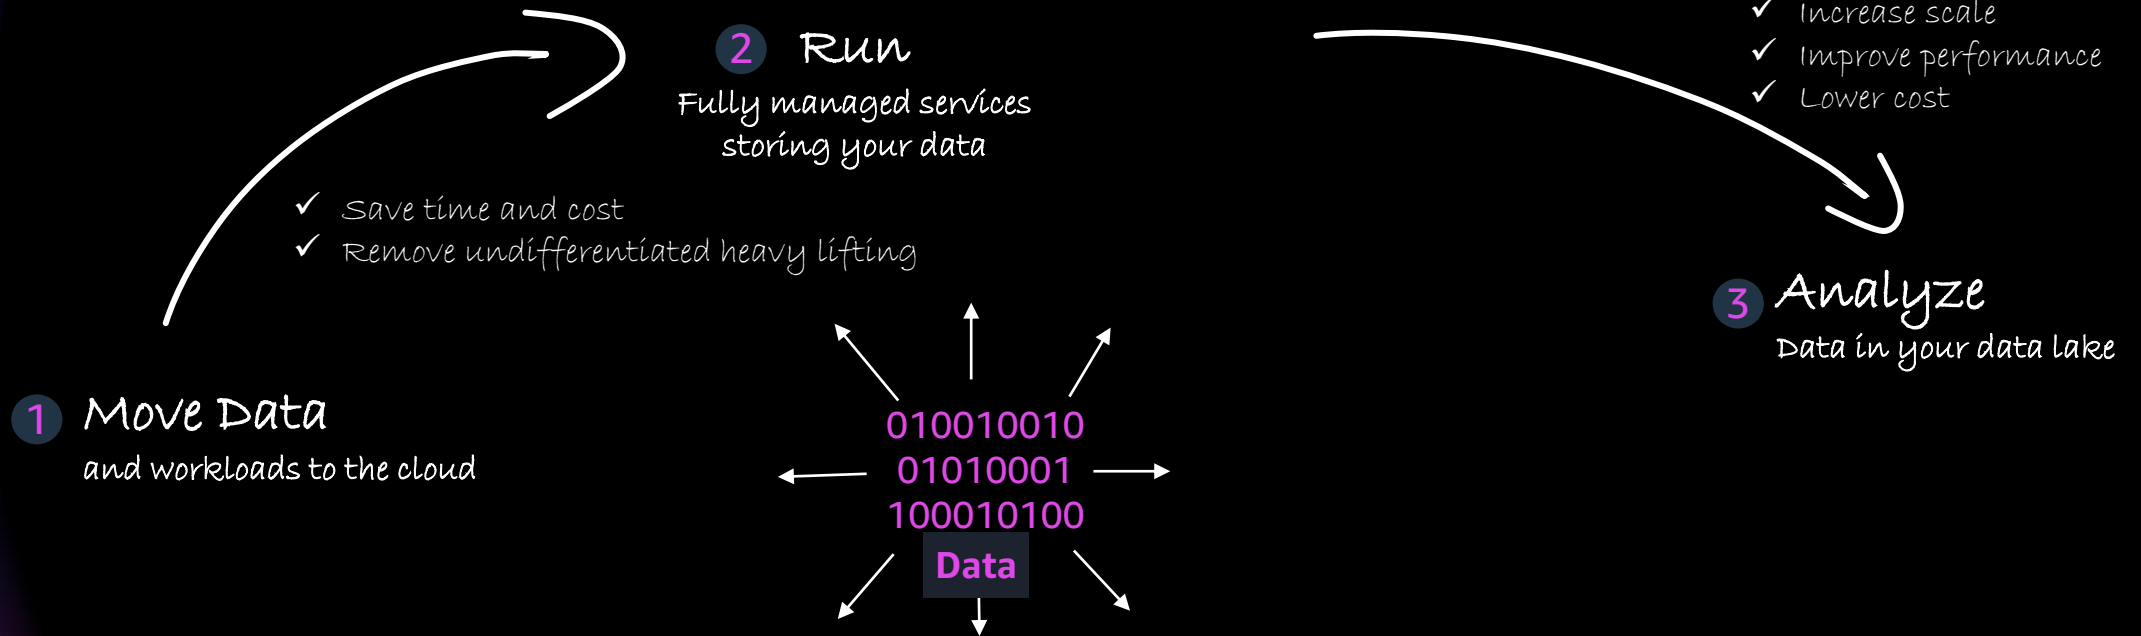 Increase scale
Improve performance
Lower cost
2 Run
Fully managed services
storing your data
Save time and cost
Remove undifferentiated heavy lifting
3 Analyze
Data in your data lake
1 Move Data
and workloads to the cloud
010010010
01010001
100010100
Data